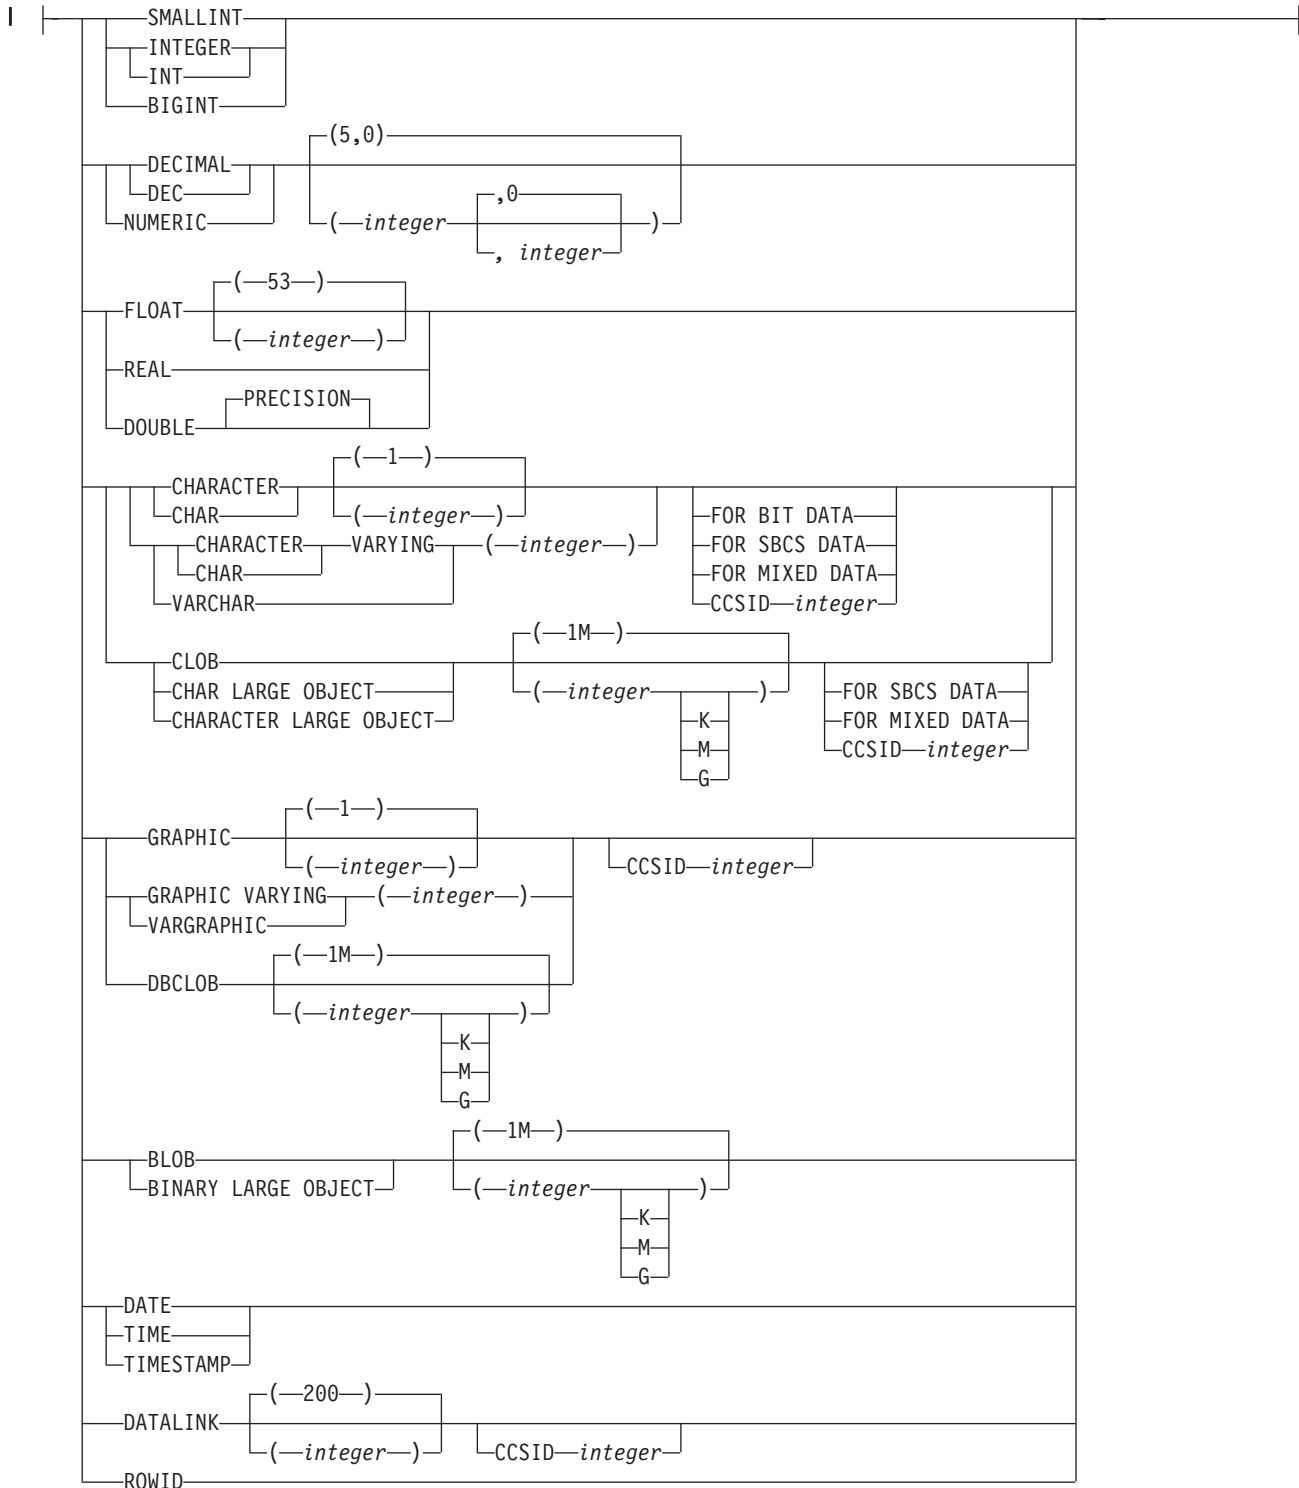 SMALLINT
INTEGER
INT
BIGINT
(5,0)
DECIMAL
,0
DEC
NUMERIC ( integer )
, integer
( 53 )
FLOAT
( integer )
REAL
PRECISION
DOUBLE
( 1 )
CHARACTER
CHAR ( integer ) FOR BIT DATA
CHARACTER VARYING ( integer ) FOR SBCS DATA
CHAR FOR MIXED DATA
VARCHAR CCSID integer
( 1M )
CLOB
CHAR LARGE OBJECT ( integer ) FOR SBCS DATA
CHARACTER LARGE OBJECT K FOR MIXED DATA
M CCSID integer
G
( 1 )
GRAPHIC
( integer ) CCSID integer
GRAPHIC VARYING ( integer )
VARGRAPHIC
( 1M )
DBCLOB
( integer )
K
M
G
( 1M )
BLOB
BINARY LARGE OBJECT ( integer )
K
M
G
DATE
TIME
TIMESTAMP
( 200 )
DATALINK
( integer ) CCSID integer
ROWID